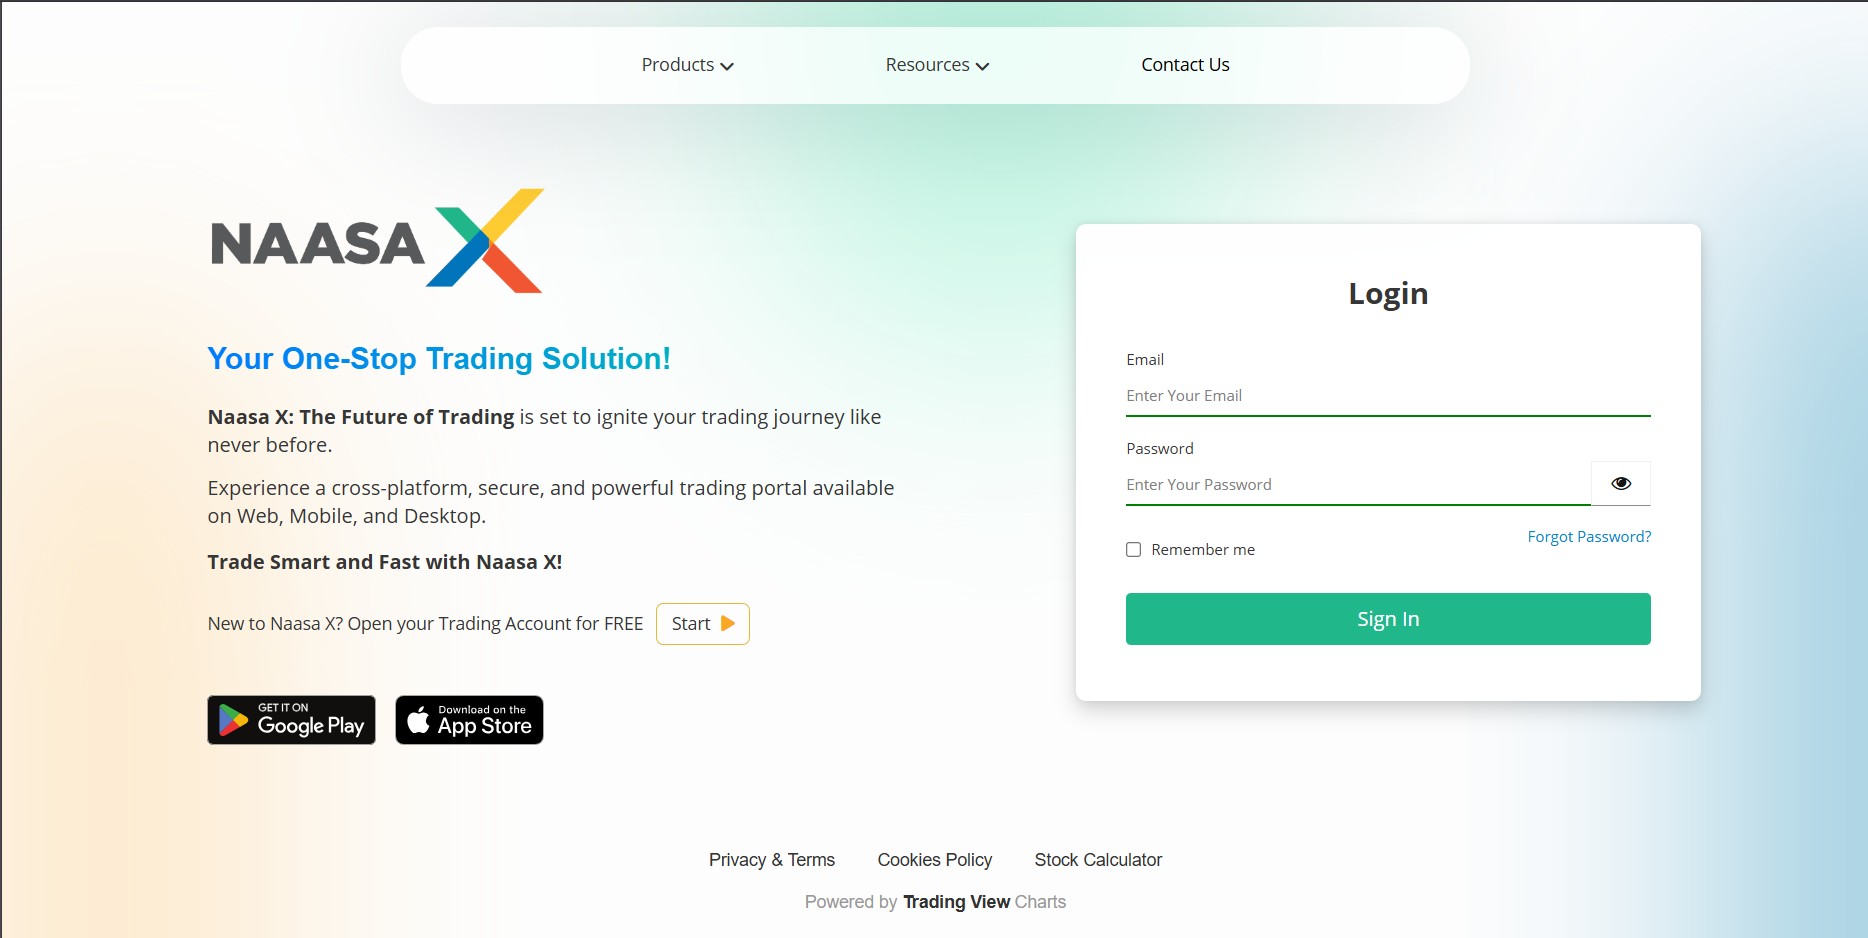 Products
Resources
Contact Us
NAASA X
Your One-Stop Trading Solution!
Naasa X: The Future of Trading is set to ignite your trading journey like
never before.
Experience a cross-platform, secure, and powerful trading portal available
on Web, Mobile, and Desktop.
Trade Smart and Fast with Naasa X!
New to Naasa X? Open your Trading Account for FREE
Start
GET IT ON
Google Play
Download on the
App Store
Login
Email
Enter Your Email
Password
Enter Your Password
Forgot Password?
Remember me
Sign In
Privacy & Terms
Cookies Policy
Stock Calculator
Powered by Trading View Charts